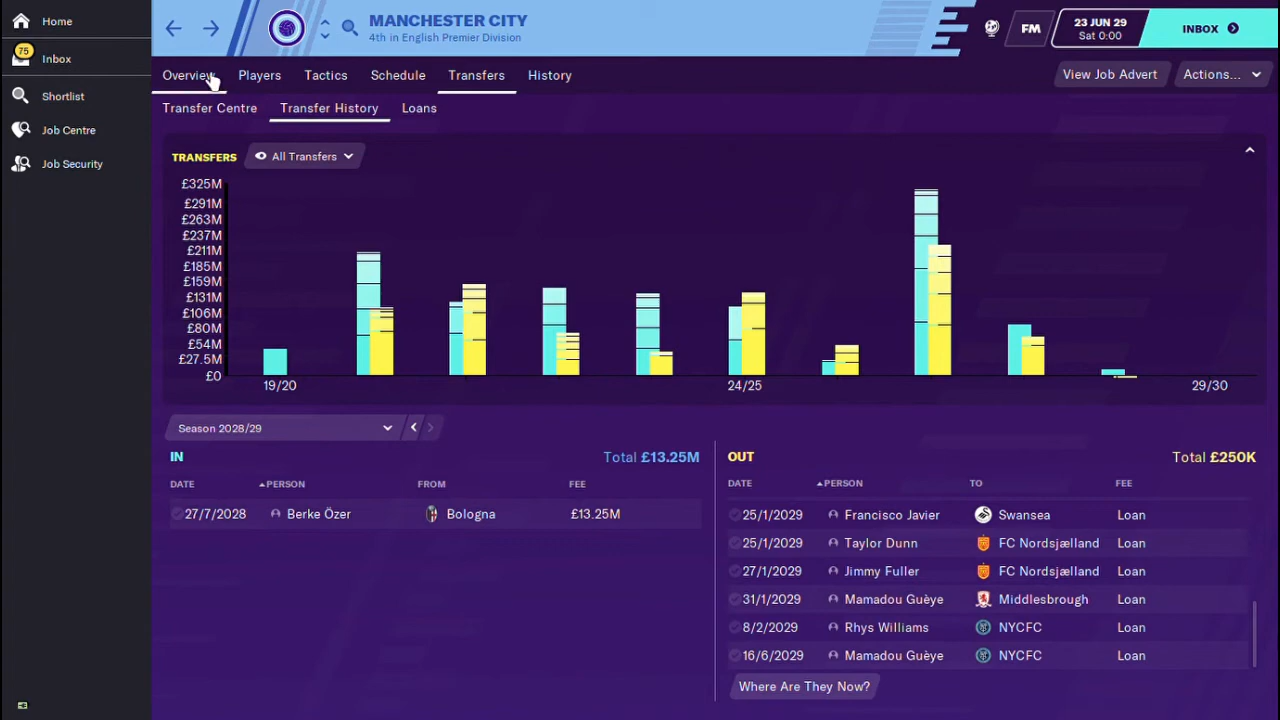 Home
75
Inbox
Shortlist
Job Centre
Job Security
MANCHESTER CITY
4th in English Premier Division
FM
23 JUN 29
Sat 0:00
INBOX
Overview Players Tactics Schedule Transfers History
View Job Advert Actions...
Transfer Centre Transfer History Loans
TRANSFERS All Transfers
£325M
£291M
£263M
£237M
£211M
£185M
£159M
£131M
£106M
£80M
£54M
£27.5M
£0
19/20 24/25 29/30
Season 2028/29
IN Total £13.25M
DATE PERSON FROM FEE
27/7/2028 Berke Özer Bologna £13.25M
OUT Total £250K
DATE PERSON TO FEE
25/1/2029 Francisco Javier Swansea Loan
25/1/2029 Taylor Dunn FC Nordsjælland Loan
27/1/2029 Jimmy Fuller FC Nordsjælland Loan
31/1/2029 Mamadou Guèye Middlesbrough Loan
8/2/2029 Rhys Williams NYCFC Loan
16/6/2029 Mamadou Guèye NYCFC Loan
Where Are They Now?